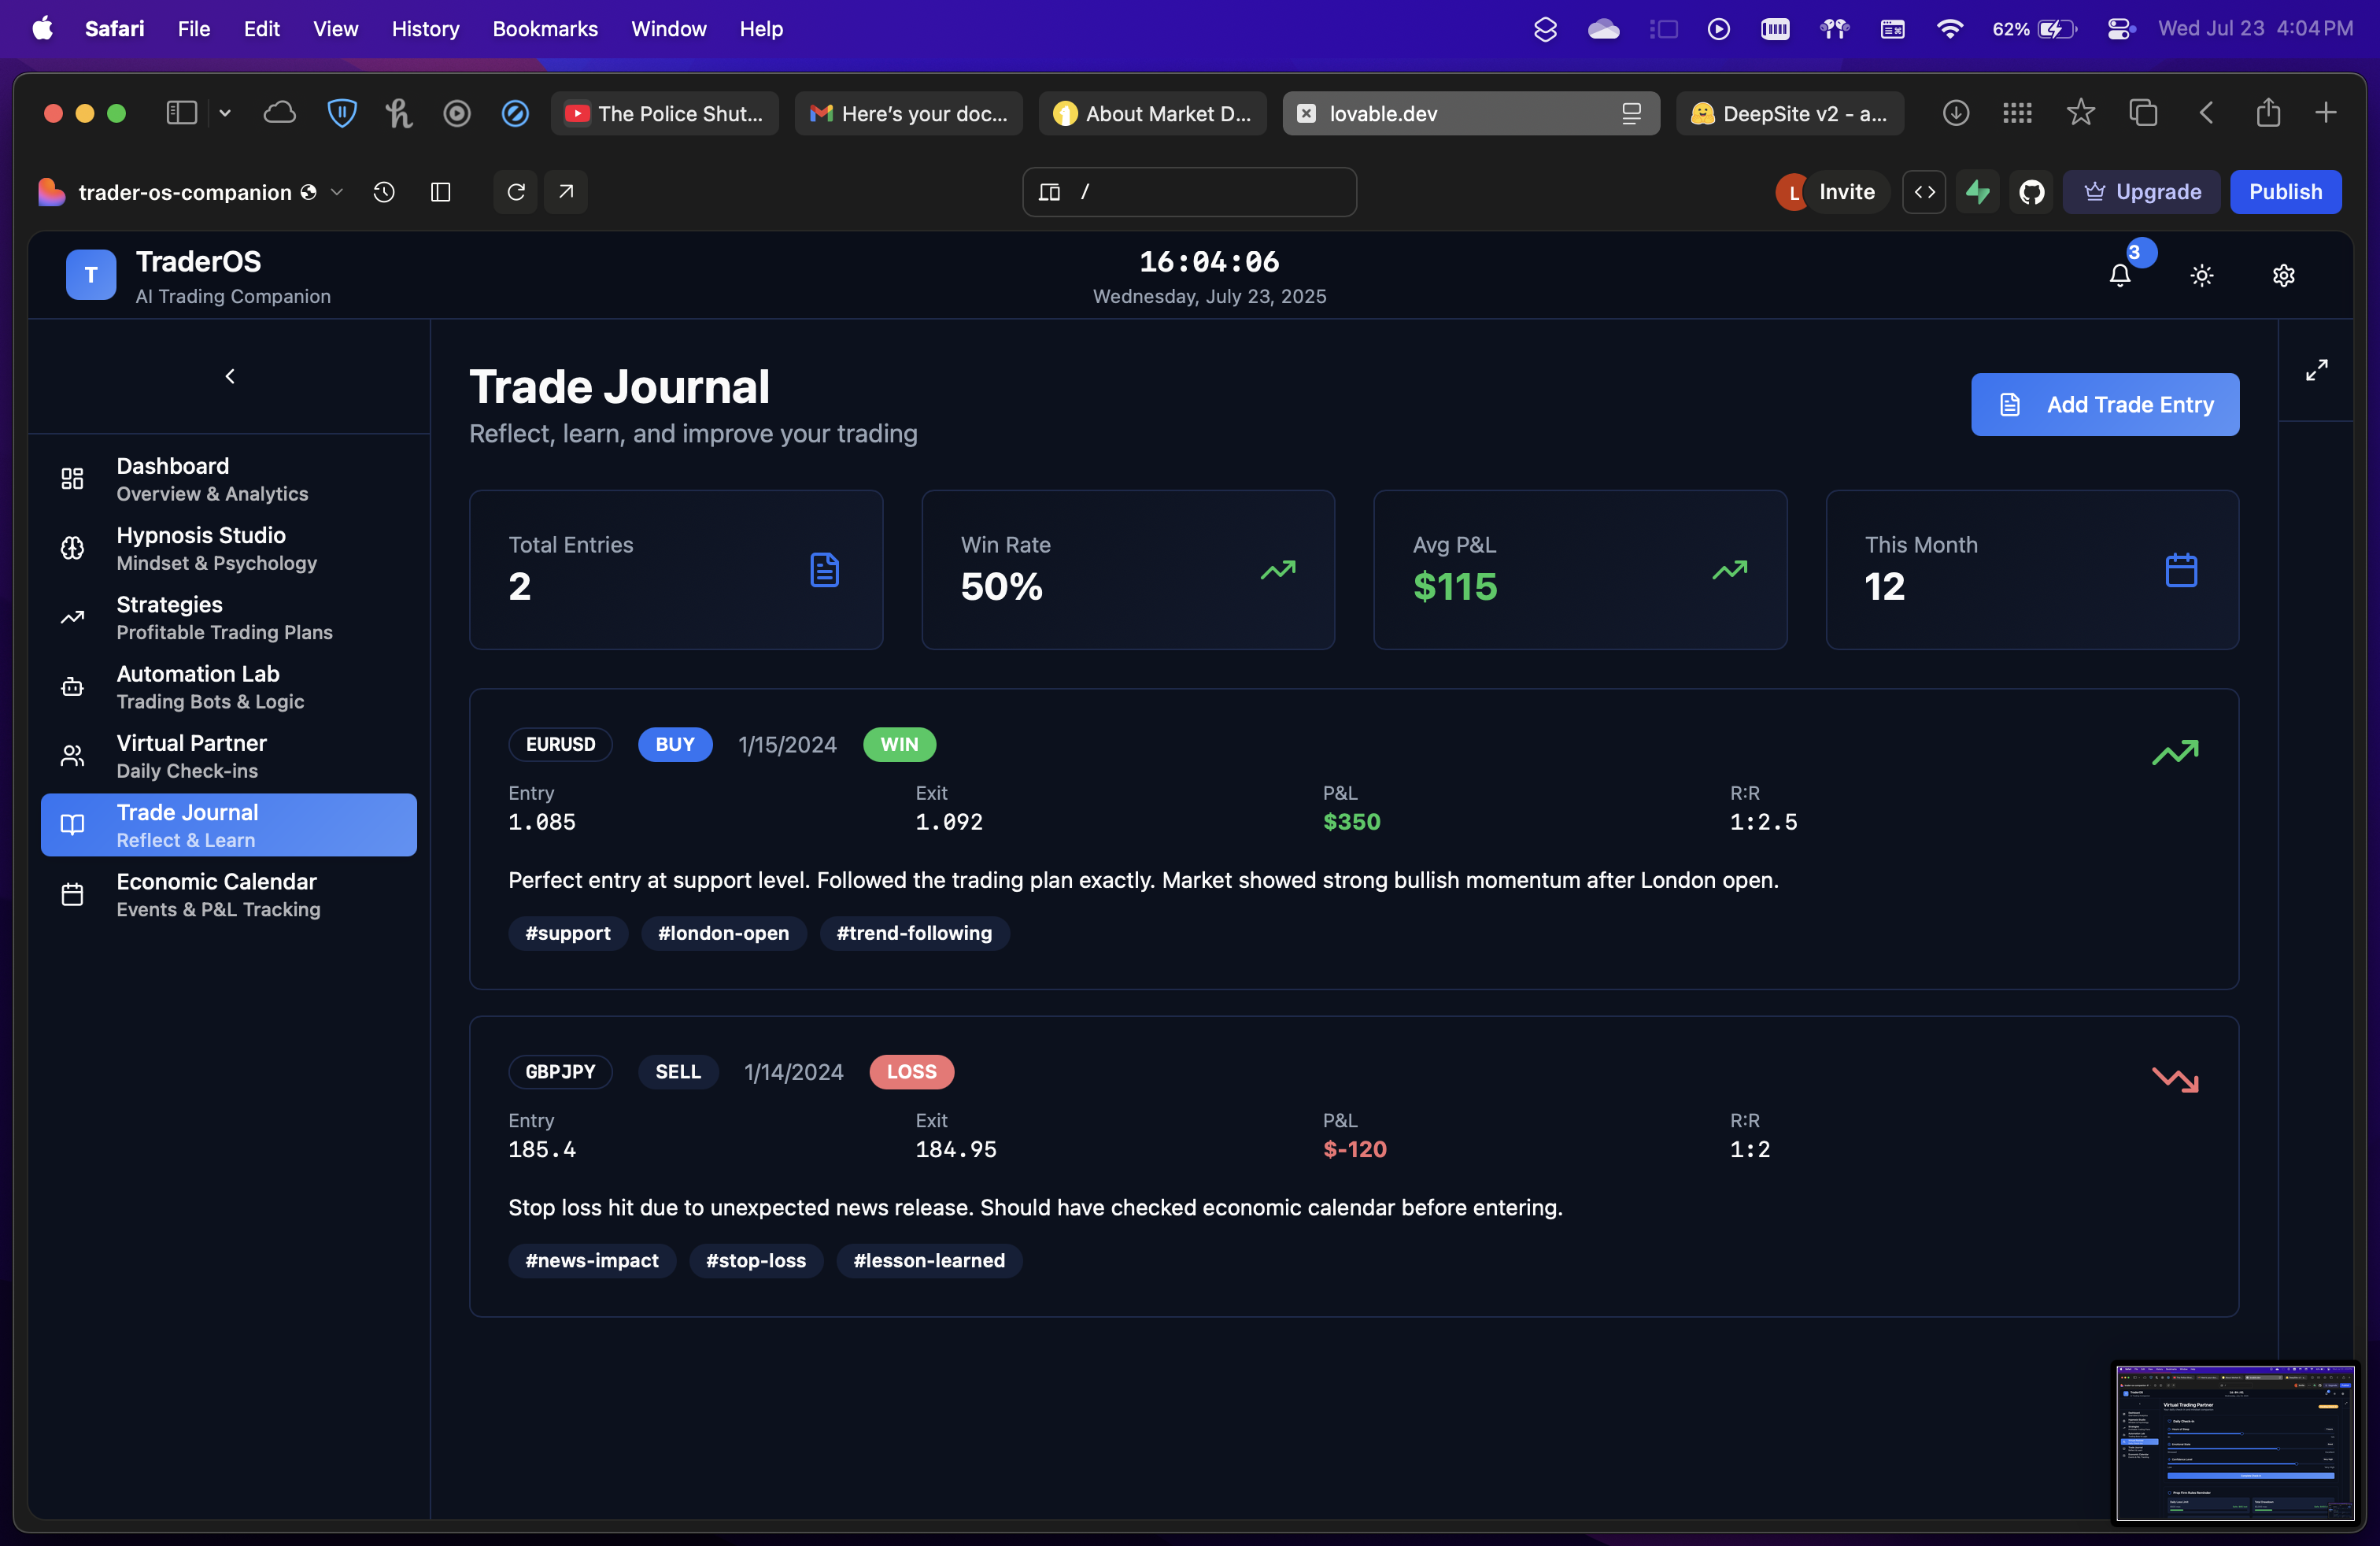 Safari File Edit View History Bookmarks Window Help 62% Wed Jul 23 4:04 PM
The Police Shut... Here's your doc... About Market D... lovable.dev DeepSite v2 - a...
trader-os-companion / L Invite Upgrade Publish
T TraderOS
AI Trading Companion
16:04:06
Wednesday, July 23, 2025
3
Dashboard
Overview & Analytics
Hypnosis Studio
Mindset & Psychology
Strategies
Profitable Trading Plans
Automation Lab
Trading Bots & Logic
Virtual Partner
Daily Check-ins
Trade Journal
Reflect & Learn
Economic Calendar
Events & P&L Tracking
Trade Journal
Reflect, learn, and improve your trading
Add Trade Entry
Total Entries
2
Win Rate
50%
Avg P&L
$115
This Month
12
EURUSD BUY 1/15/2024 WIN
Entry Exit P&L R:R
1.085 1.092 $350 1:2.5
Perfect entry at support level. Followed the trading plan exactly. Market showed strong bullish momentum after London open.
#support #london-open #trend-following
GBPJPY SELL 1/14/2024 LOSS
Entry Exit P&L R:R
185.4 184.95 $-120 1:2
Stop loss hit due to unexpected news release. Should have checked economic calendar before entering.
#news-impact #stop-loss #lesson-learned
Virtual Trading Partner